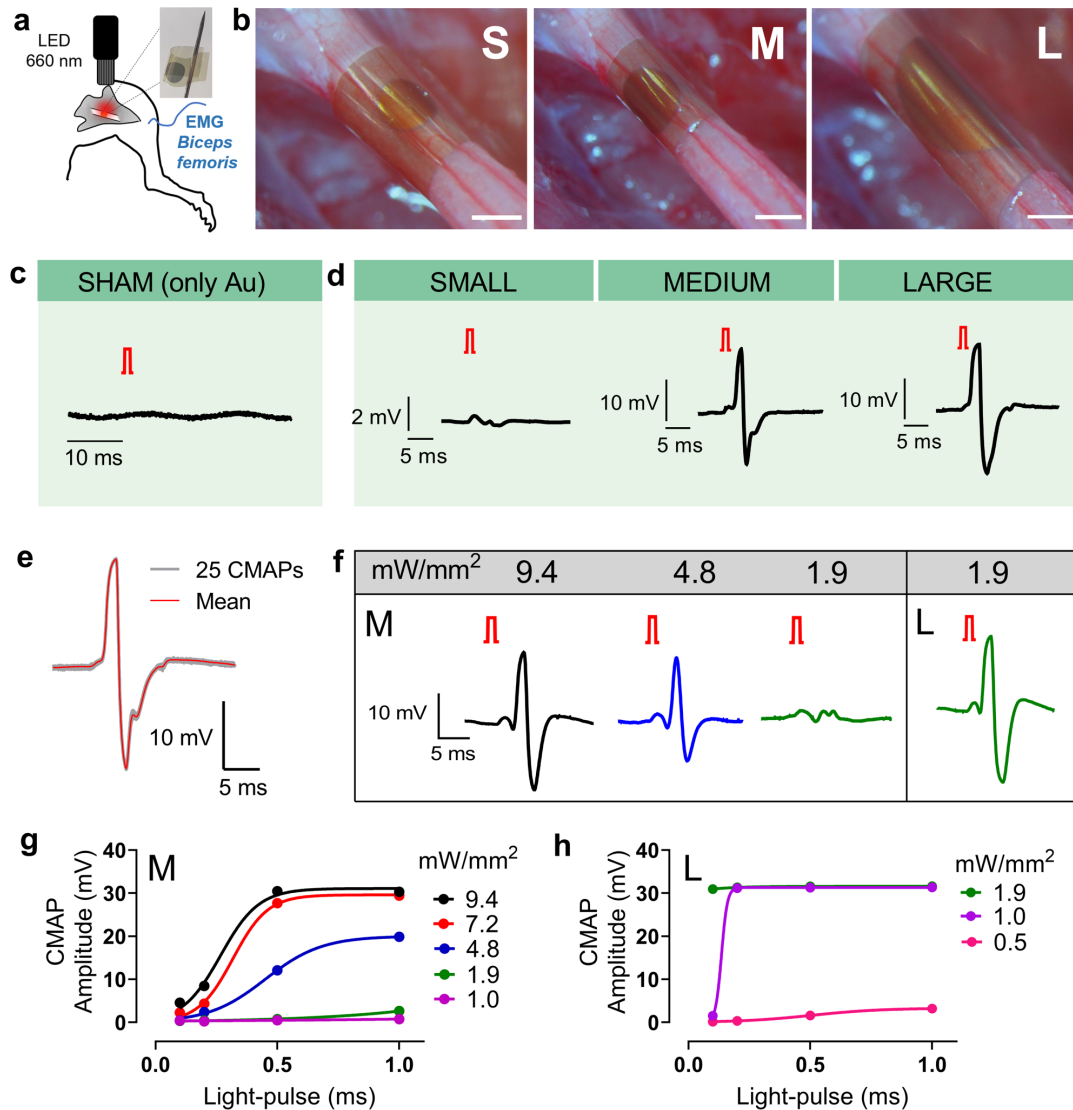 a
LED
660 nm
EMG
Biceps
femoris
b
S
M
L
c
SHAM (only Au)
10 ms
d
SMALL
MEDIUM
LARGE
2 mV
5 ms
10 mV
5 ms
10 mV
5 ms
e
25 CMAPs
Mean
10 mV
5 ms
f
mW/mm²
9.4
4.8
1.9
1.9
M
L
10 mV
5 ms
g
M
CMAP
Amplitude (mV)
40
30
20
10
0
0.0
0.5
1.0
Light-pulse (ms)
mW/mm²
9.4
7.2
4.8
1.9
1.0
h
L
CMAP
Amplitude (mV)
40
30
20
10
0
0.0
0.5
1.0
Light-pulse (ms)
mW/mm²
1.9
1.0
0.5